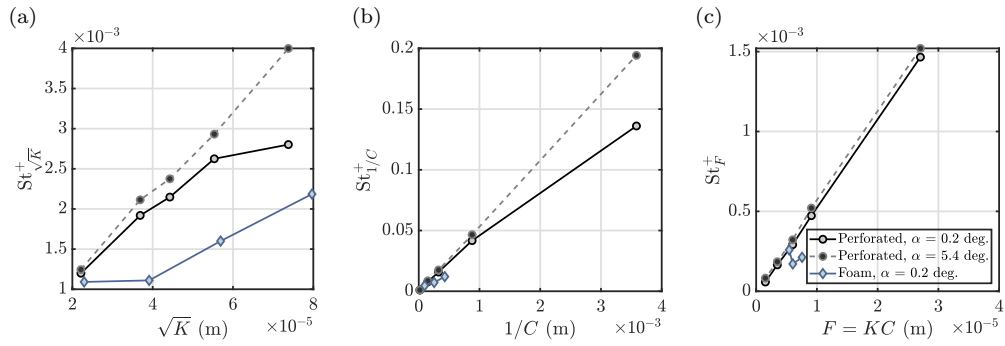 (a)
×10⁻³
4
3.5
3
2.5
2
1.5
1
2
4
6
8
×10⁻⁵
√K (m)
St⁺√K
(b)
0.2
0.15
0.1
0.05
0
0
1
2
3
4
×10⁻³
1/C (m)
St⁺1/C
(c)
×10⁻³
1.5
1
0.5
0
0
1
2
3
4
×10⁻⁵
F = KC (m)
St⁺F
Perforated, α = 0.2 deg.
Perforated, α = 5.4 deg.
Foam, α = 0.2 deg.